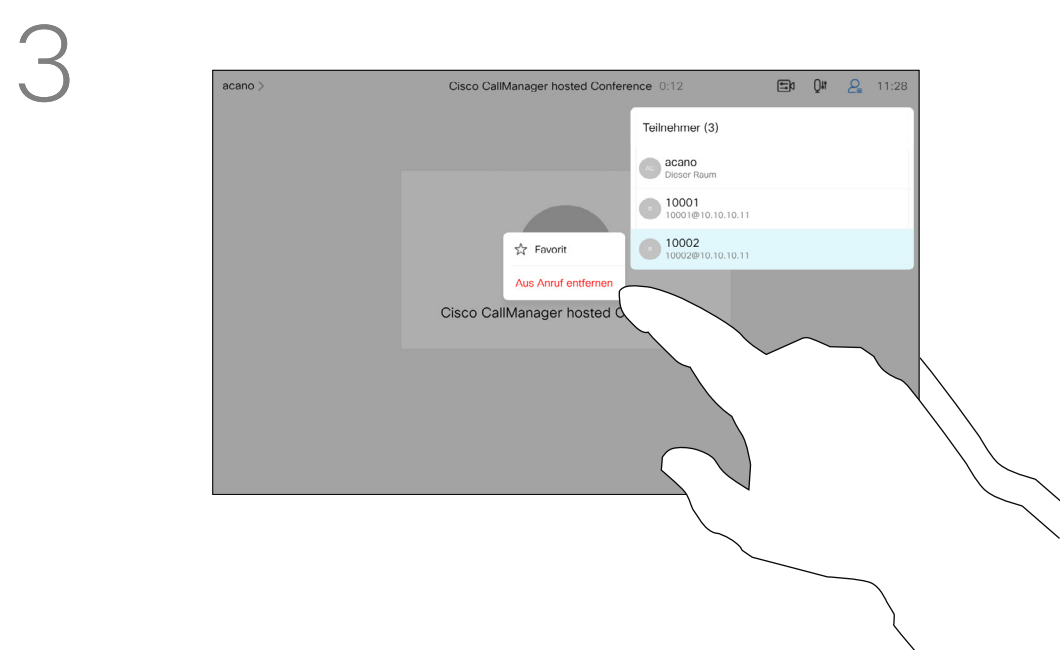 3
acano >
Cisco CallManager hosted Conference 0:12
11:28
Teilnehmer (3)
AC
acano
Dieser Raum
10001
10001@10.10.10.11
10002
10002@10.10.10.11
Favorit
Aus Anruf entfernen
Cisco CallManager hosted C